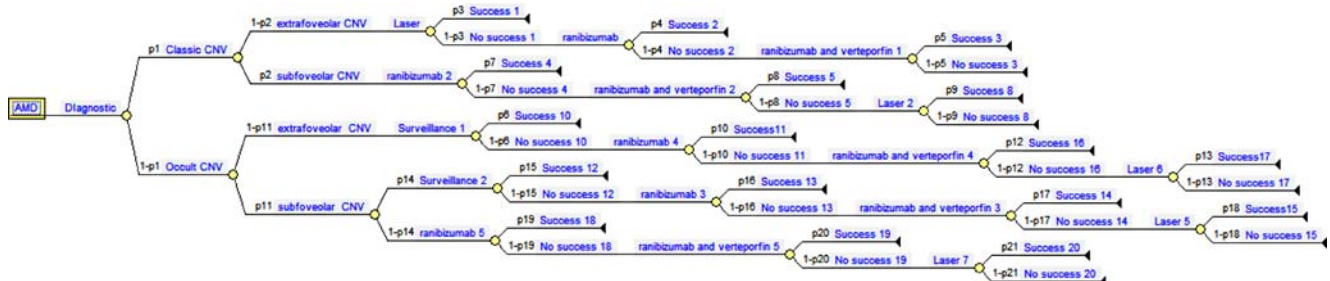 p3 Success 1
1-p2 extrafoveolar CNV Laser
p4 Success 2
1-p3 No success 1 ranibizumab
p5 Success 3
1-p4 No success 2 ranibizumab and verteporfin 1
p1 Classic CNV
1-p5 No success 3
p7 Success 4
p2 subfoveolar CNV ranibizumab 2
p8 Success 5
1-p7 No success 4 ranibizumab and verteporfin 2
p9 Success 8
1-p8 No success 5 Laser 2
AMD DIagnostic
1-p9 No success 8
p6 Success 10
1-p11 extrafoveolar CNV Surveillance 1
p10 Success11
1-p6 No success 10 ranibizumab 4
p12 Success 16
1-p10 No success 11 ranibizumab and verteporfin 4
p13 Success17
1-p12 No success 16 Laser 6
1-p1 Occult CNV
p15 Success 12
1-p13 No success 17
p14 Surveillance 2
p16 Success 13
1-p15 No success 12 ranibizumab 3
p17 Success 14
1-p16 No success 13 ranibizumab and verteporfin 3
p11 subfoveolar CNV
p18 Success15
1-p17 No success 14 Laser 5
p19 Success 18
1-p18 No success 15
1-p14 ranibizumab 5
p20 Success 19
1-p19 No success 18 ranibizumab and verteporfin 5
p21 Success 20
1-p20 No success 19 Laser 7
1-p21 No success 20